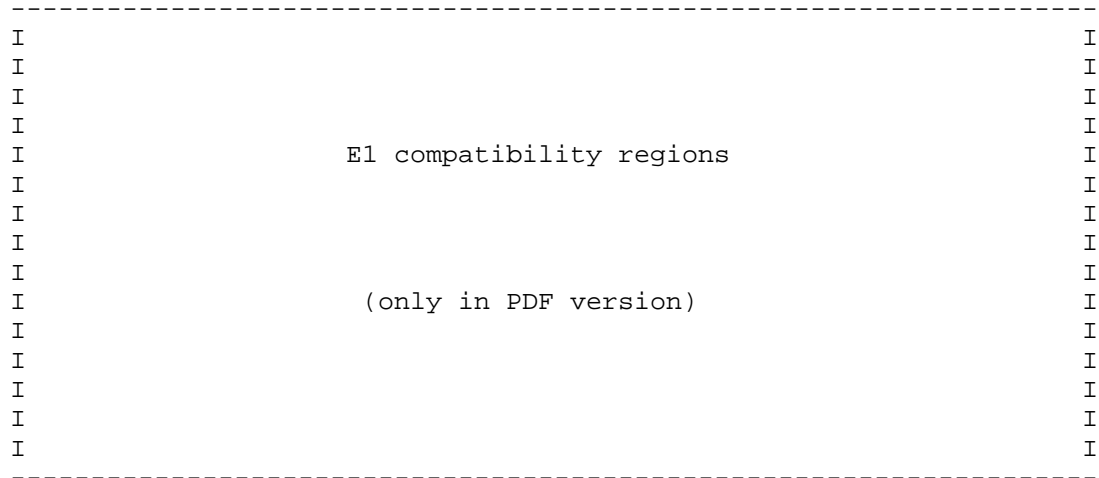 ---------------------------------------------------------------------
I                                                                    I
I                                                                    I
I                                                                    I
I                                                                    I
I                     E1 compatibility regions                       I
I                                                                    I
I                                                                    I
I                                                                    I
I                                                                    I
I                      (only in PDF version)                         I
I                                                                    I
I                                                                    I
I                                                                    I
I                                                                    I
I                                                                    I
---------------------------------------------------------------------